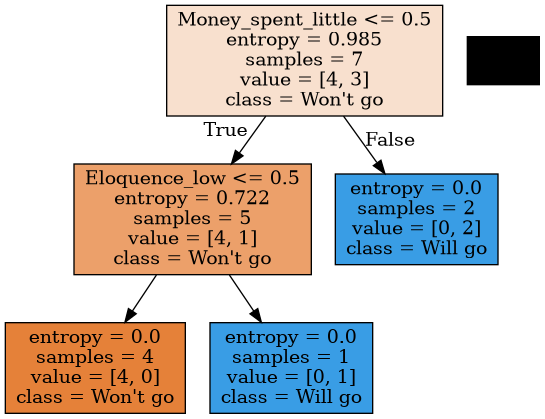 Money_spent_little <= 0.5
entropy = 0.985
samples = 7
value = [4, 3]
class = Won't go
True
False
Eloquence_low <= 0.5
entropy = 0.722
samples = 5
value = [4, 1]
class = Won't go
entropy = 0.0
samples = 2
value = [0, 2]
class = Will go
entropy = 0.0
samples = 4
value = [4, 0]
class = Won't go
entropy = 0.0
samples = 1
value = [0, 1]
class = Will go